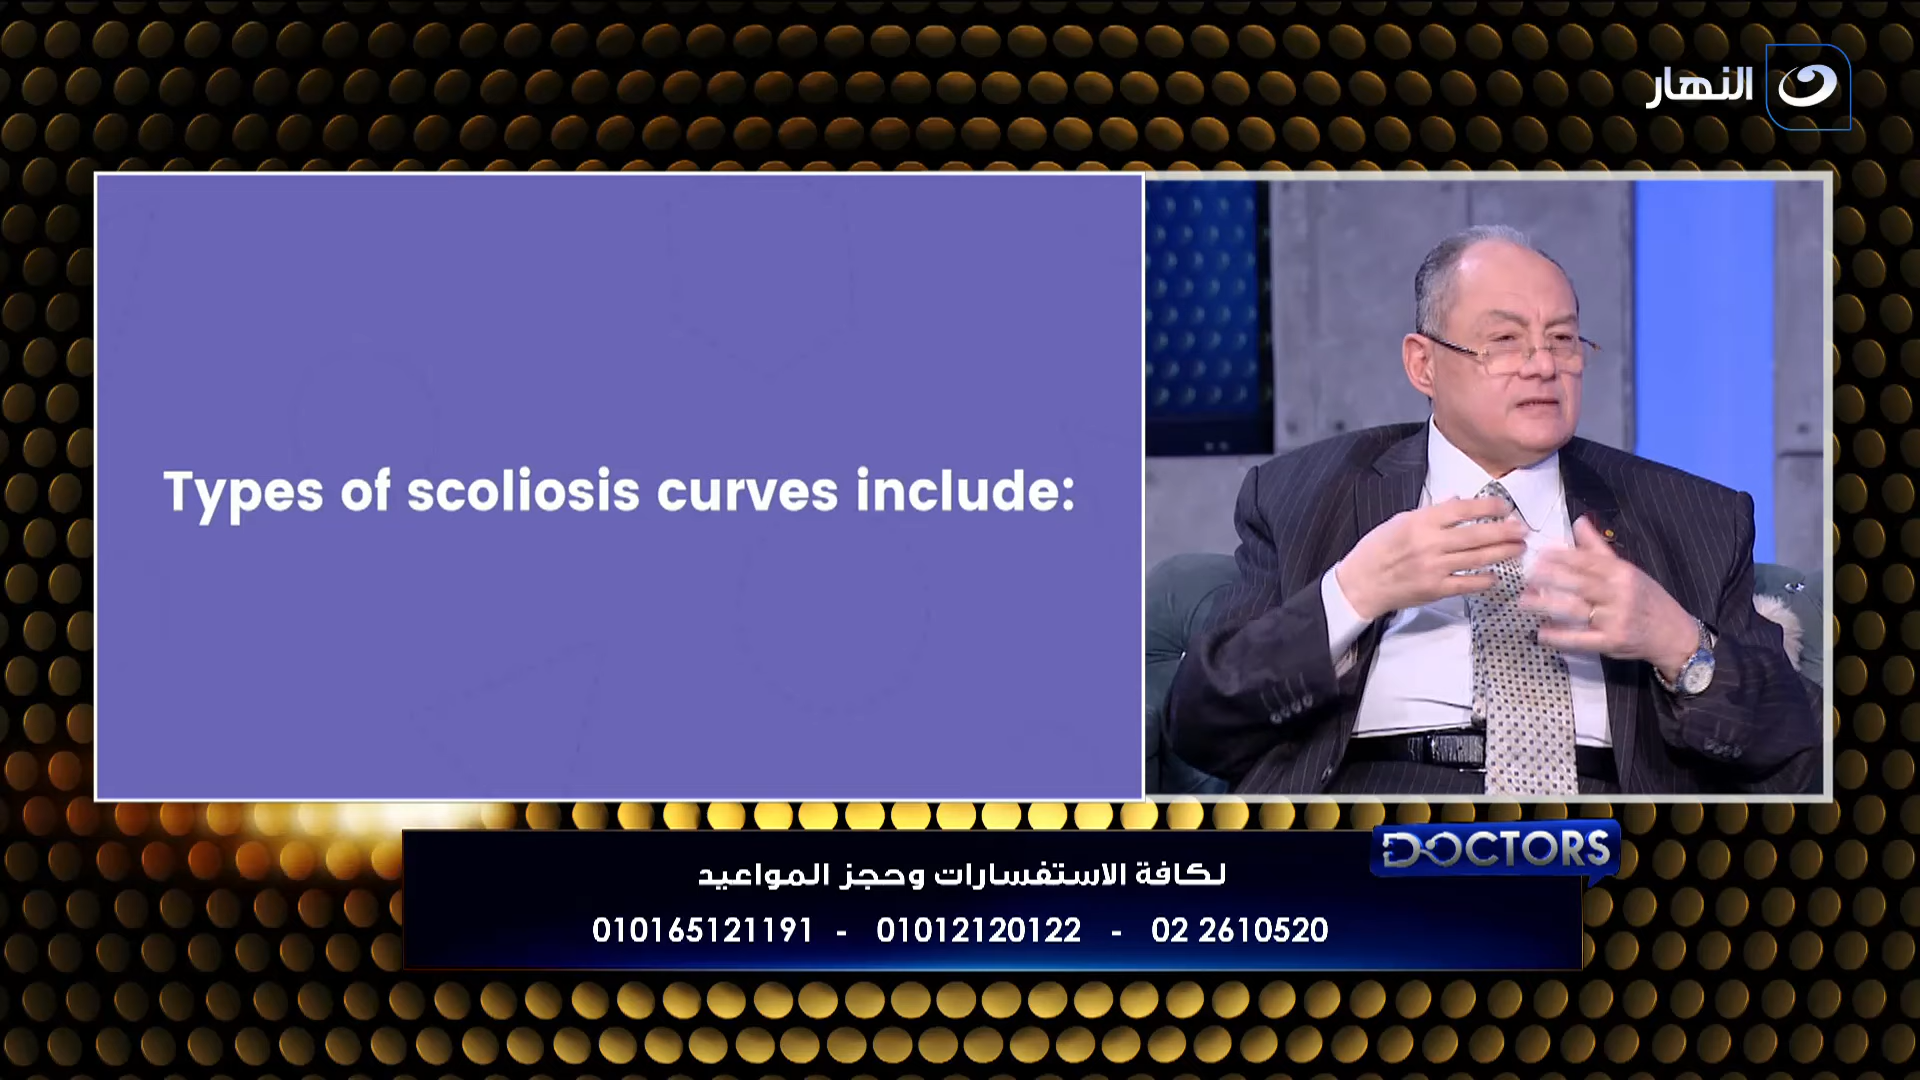 النهار
Types of scoliosis curves include:
DOCTORS
لكافة الاستفسارات وحجز المواعيد
010165121191 - 01012120122 - 02 2610520